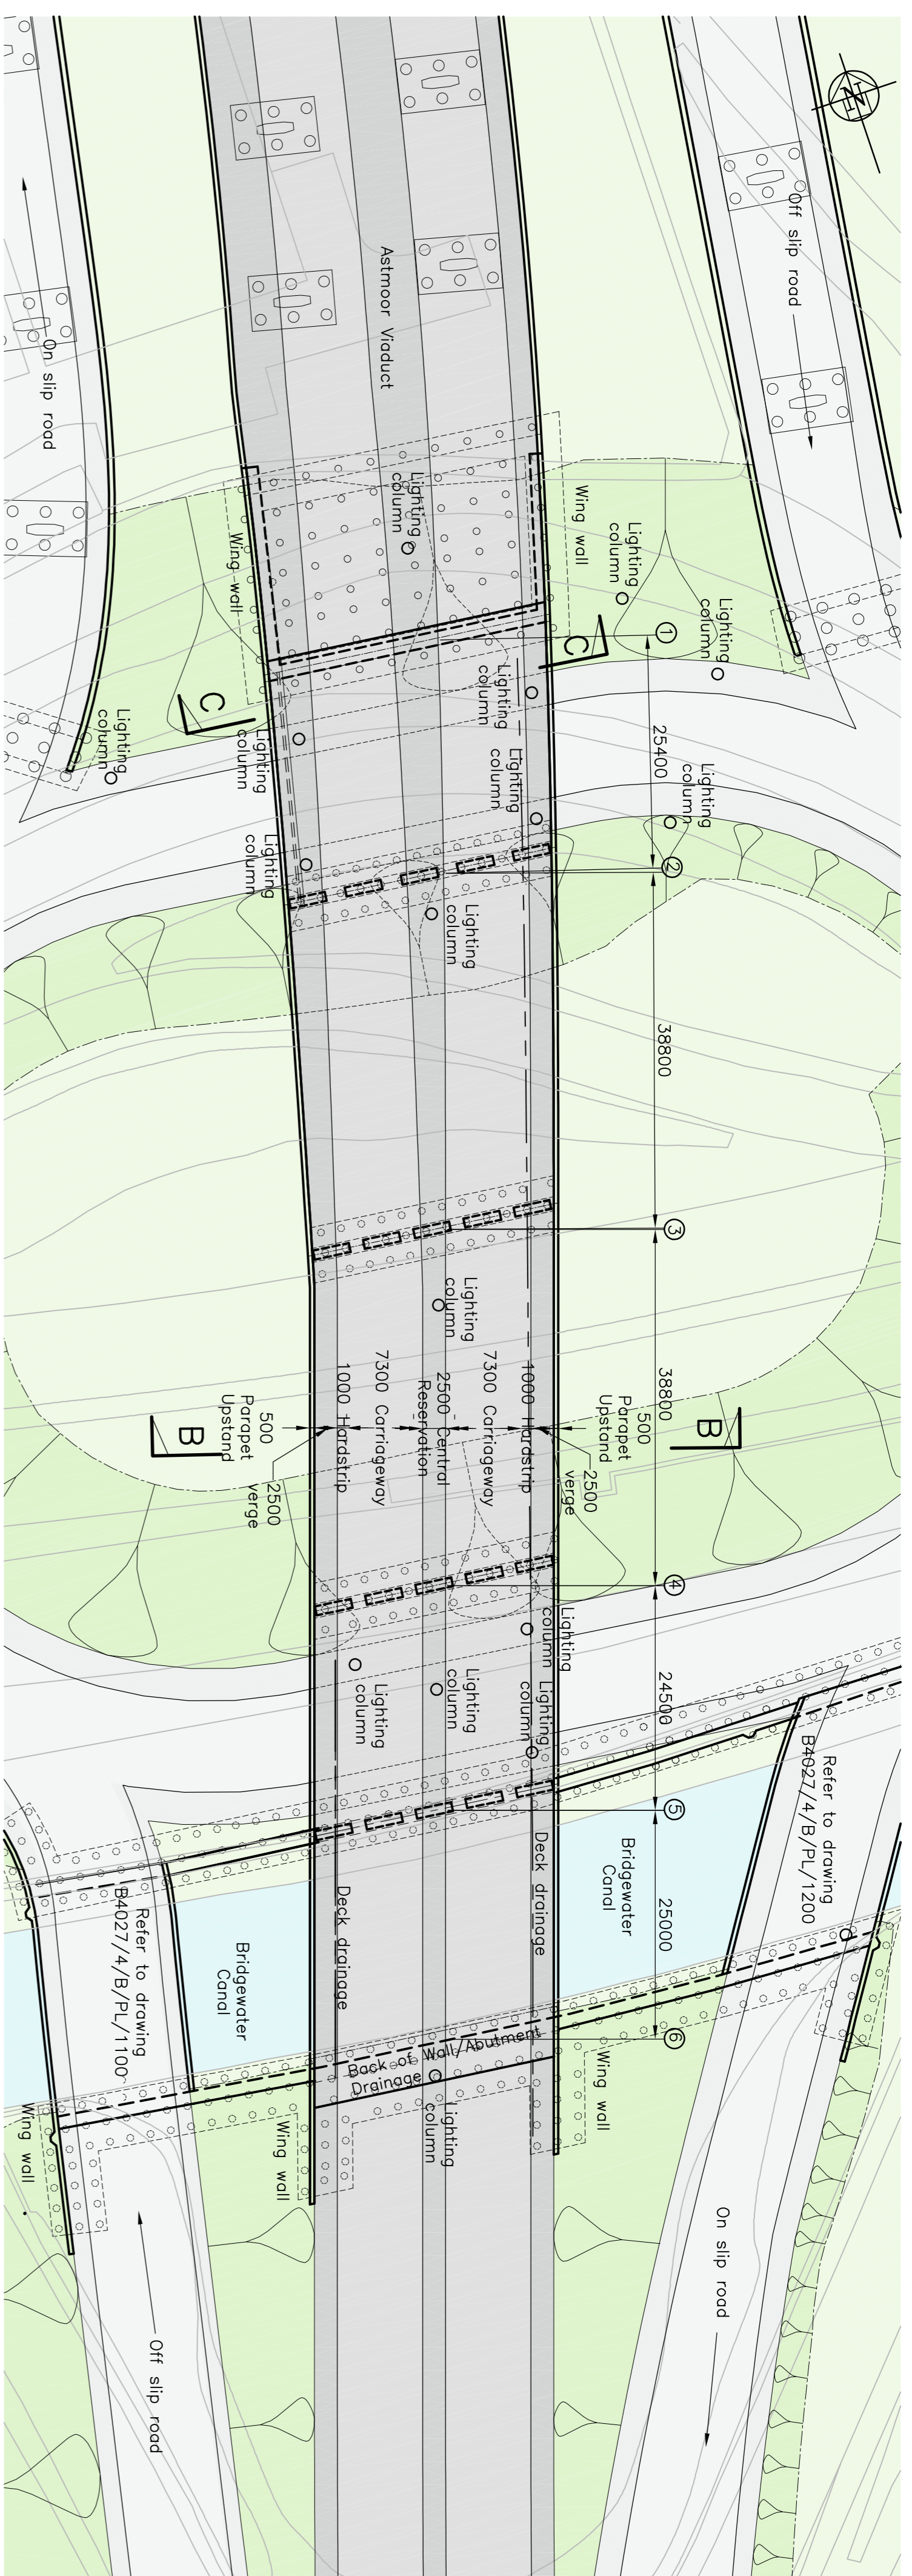 N
Off slip road
Astmoor Viaduct
On slip road
Wing wall
Lighting
column
Lighting
column
Lighting
column
Wing wall
1
C
C
Lighting
column
Lighting
column
Lighting
column
25400
Lighting
column
Lighting
column
Lighting
column
2
Lighting
column
38800
3
Lighting
column
38800
500
Parapet
Upstand
2500
verge
1000 Hardstrip
7300 Carriageway
2500 Central
Reservation
7300 Carriageway
1000 Hardstrip
500
Parapet
Upstand
2500
verge
B
B
4
Lighting
column
Lighting
column
Lighting
column
Lighting
column
24500
5
Refer to drawing
B4027/4/B/PL/1200
Bridgewater
Canal
25000
Deck drainage
Deck drainage
Bridgewater
Canal
Refer to drawing
B4027/4/B/PL/1100
6
Back of Wall/Abutment
Drainage
Lighting
column
Wing wall
Wing wall
Wing wall
On slip road
Off slip road